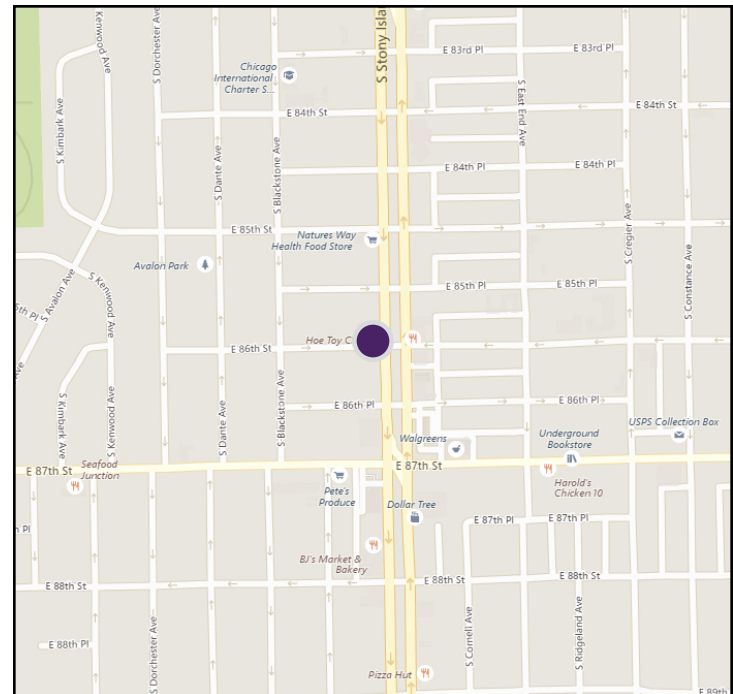 Kenwood Ave
S Dorchester Ave
S Stony Isla
E 83rd Pl
E 83rd Pl
Chicago
International
Charter S...
S Kimbark Ave
S Blackstone Ave
S East End Ave
E 84th St
E 84th St
S Dante Ave
E 84th Pl
E 84th Pl
E 85th St
Natures Way
Health Food Store
S Cregier Ave
S Constance Ave
Avalon Park
S Avalon Ave
S Kenwood Ave
5th Pl
E 85th Pl
E 85th Pl
Hoe Toy C
E 86th St
Ave
S Kimbark Ave
S Kenwood Ave
S Dante Ave
S Blackstone Ave
E 86th Pl
E 86th Pl
USPS Collection Box
Walgreens
Underground
Bookstore
E 87th St
Seafood
Junction
E 87th St
Pete's
Produce
Harold's
Chicken 10
Dollar Tree
E 87th Pl
E 87th Pl
h Pl
BJ's Market &
Bakery
E 88th St
E 88th St
E 88th St
S Dorchester Ave
S Cornell Ave
S Ridgeland Ave
E 88th Pl
Pizza Hut
E 89th